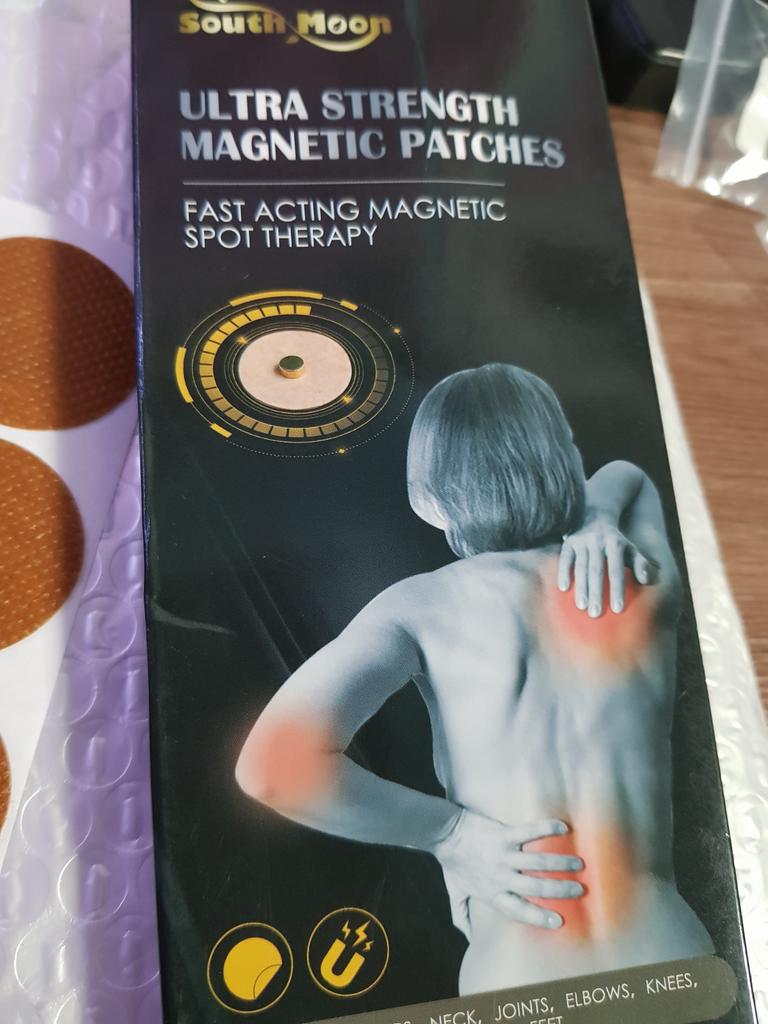 South Moon
ULTRA STRENGTH
MAGNETIC PATCHES
FAST ACTING MAGNETIC
SPOT THERAPY
NECK, JOINTS, ELBOWS, KNEES,